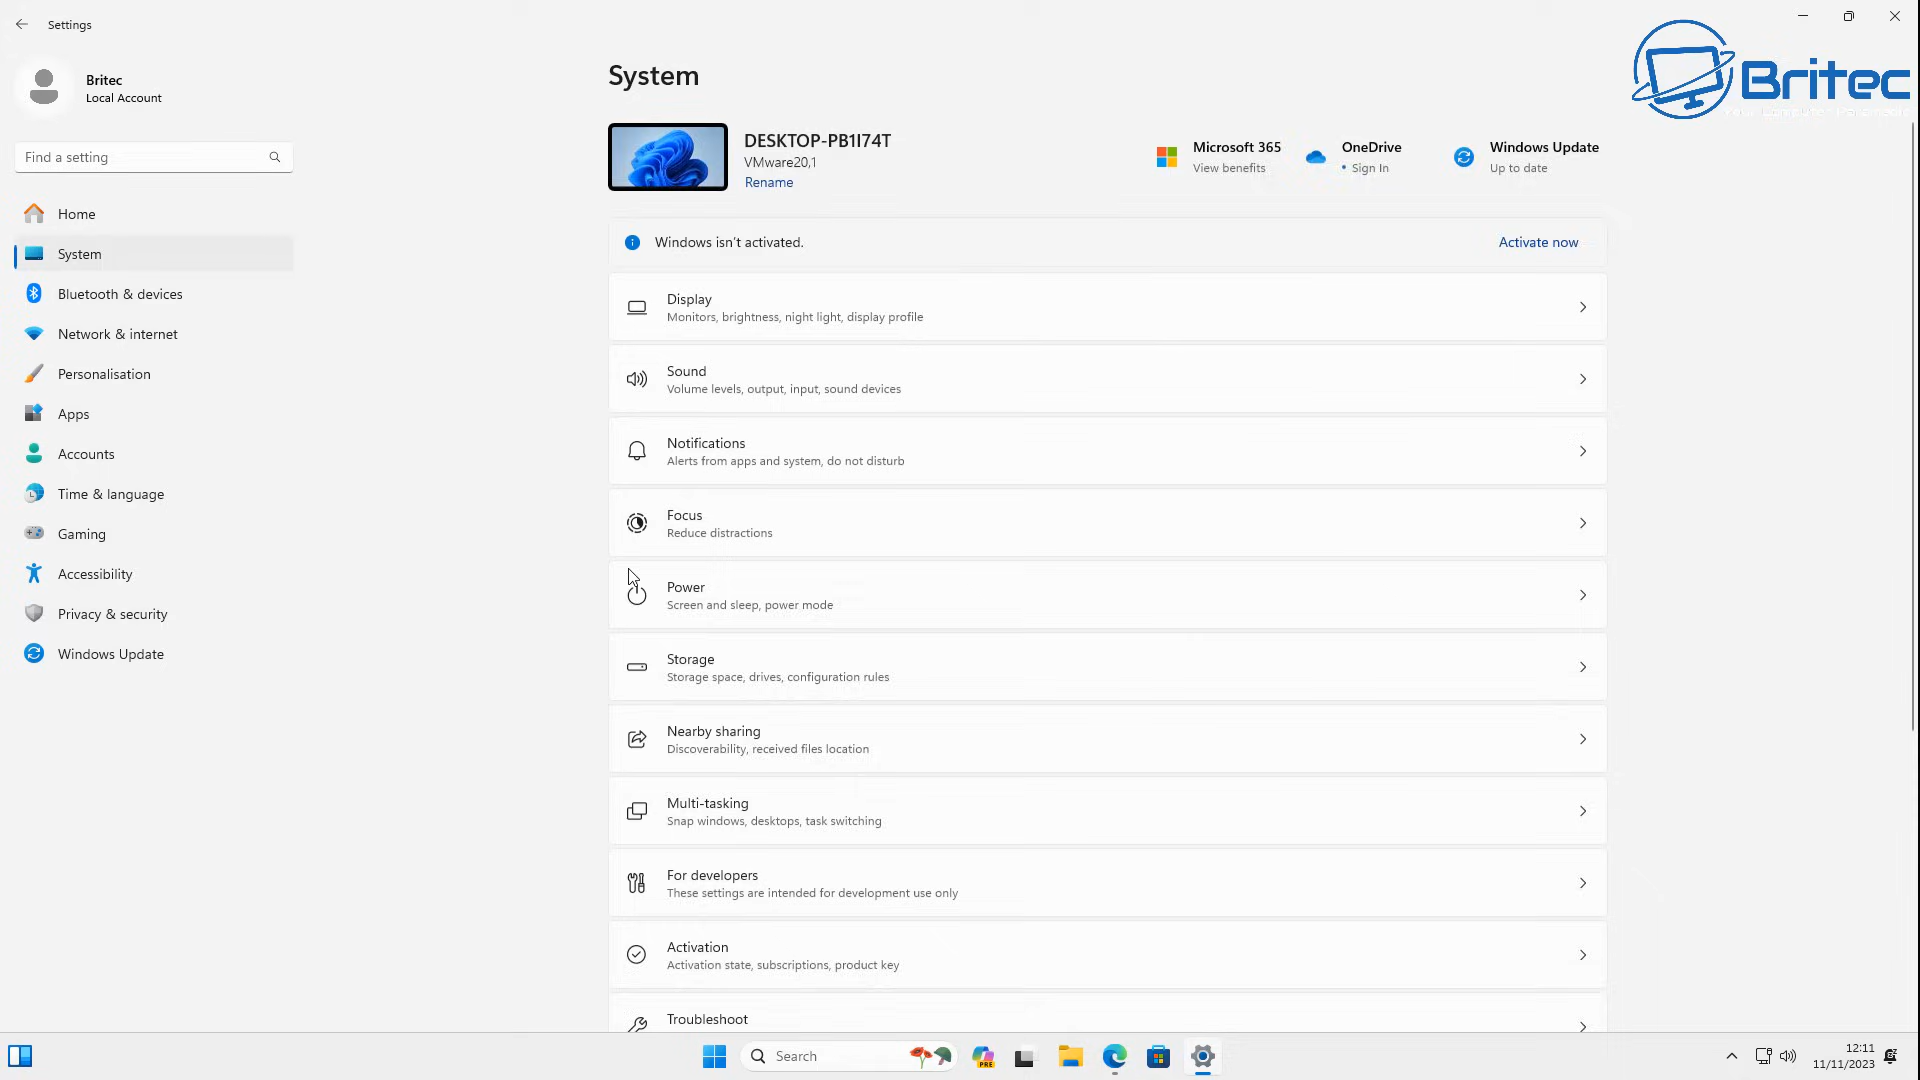 Settings
Britec
Local Account
Find a setting
Home
System
Bluetooth & devices
Network & internet
Personalisation
Apps
Accounts
Time & language
Gaming
Accessibility
Privacy & security
Windows Update
System
DESKTOP-PB1I74T
VMware20,1
Rename
Microsoft 365
View benefits
OneDrive
• Sign In
Windows Update
Up to date
Britec
Windows isn't activated.
Activate now
Display
Monitors, brightness, night light, display profile
Sound
Volume levels, output, input, sound devices
Notifications
Alerts from apps and system, do not disturb
Focus
Reduce distractions
Power
Screen and sleep, power mode
Storage
Storage space, drives, configuration rules
Nearby sharing
Discoverability, received files location
Multi-tasking
Snap windows, desktops, task switching
For developers
These settings are intended for development use only
Activation
Activation state, subscriptions, product key
Troubleshoot
Search
PRE
12:11
11/11/2023